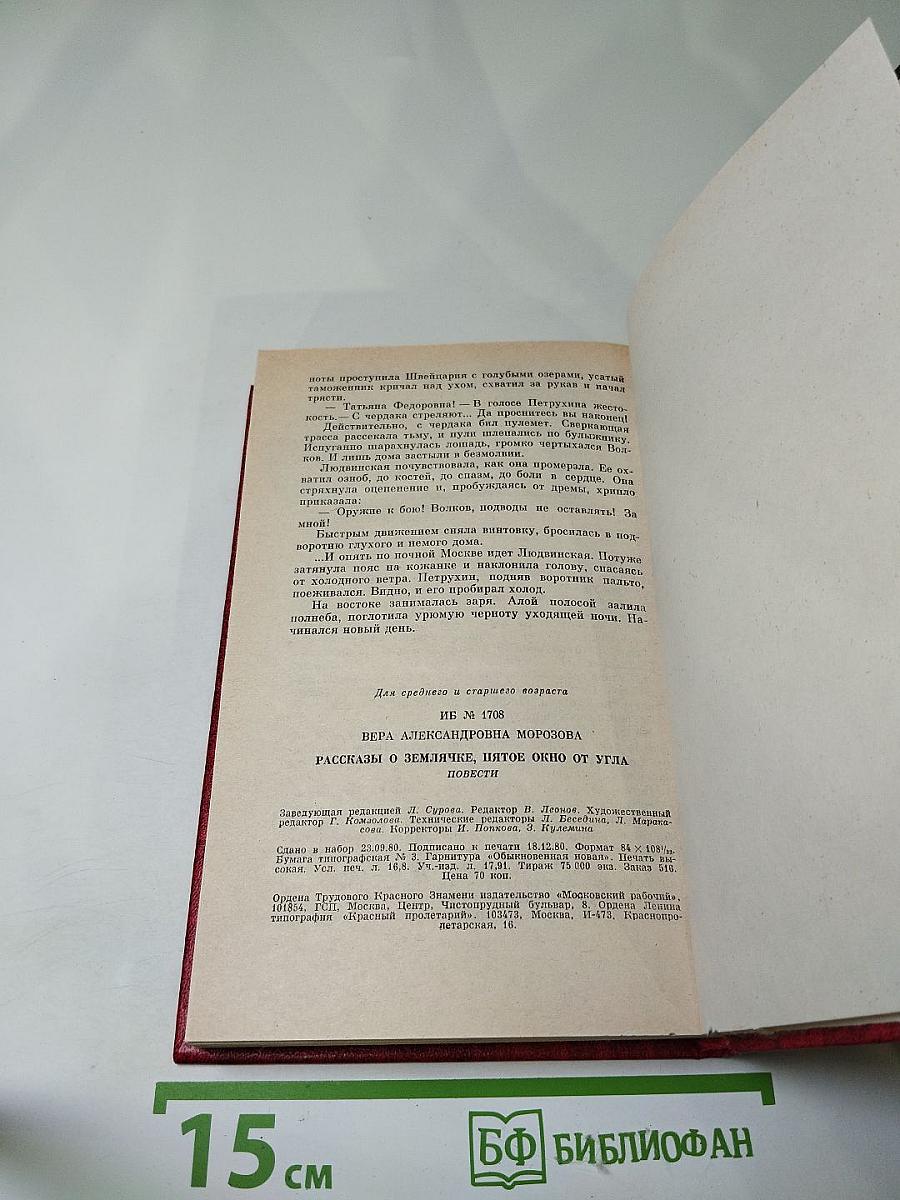 ноты проступила Швейцария с голубыми озерами, усатый
таможенник кричал над ухом, схватил за рукав и начал
трясти.
— Татьяна Федоровна! — В голосе Петрухина жесто-
кость. — С чердака стреляют... Да проснитесь вы наконец!
Действительно, с чердака бил пулемет. Сверкающая
трасса рассекала тьму, и пули шлепались по булыжнику.
Испуганно шарахнулась лошадь, громко чертыхался Вол-
ков. И лишь дома застыли в безмолвии.
Людвинская почувствовала, как она промерзла. Ее ох-
ватил озноб, до костей, до спазм, до боли в сердце. Она
стряхнула оцепенение и, пробуждаясь от дремы, хрипло
приказала:
— Оружие к бою! Волков, подводы не оставлять! За
мной!
Быстрым движением сняла винтовку, бросилась в под-
воротню глухого и немого дома.
...И опять по ночной Москве идет Людвинская. Потуже
затянула пояс на кожанке и наклонила голову, спасаясь
от холодного ветра. Петрухин, подняв воротник пальто,
поеживался. Видно, и его пробирал холод.
На востоке занималась заря. Алой полосой залила
полнеба, поглотила угрюмую черноту уходящей ночи. На-
чинался новый день.
Для среднего и старшего возраста
ИБ № 1708
ВЕРА АЛЕКСАНДРОВНА МОРОЗОВА
РАССКАЗЫ О ЗЕМЛЯЧКЕ, ПЯТОЕ ОКНО ОТ УГЛА
ПОВЕСТИ
Заведующая редакцией Л. Сурова. Редактор В. Леонов. Художественный
редактор Г. Комзолова. Технические редакторы Л. Беседина, Л. Марака-
сова. Корректоры И. Попкова, З. Кулемина
Сдано в набор 23.09.80. Подписано к печати 18.12.80. Формат 84 × 108¹/₃₂.
Бумага типографская № 3. Гарнитура «Обыкновенная новая». Печать вы-
сокая. Усл. печ. л. 16,8. Уч.-изд. л. 17,91. Тираж 75 000 экз. Заказ 516.
Цена 70 коп.
Ордена Трудового Красного Знамени издательство «Московский рабочий»,
101854, ГСП, Москва, Центр, Чистопрудный бульвар, 8. Ордена Ленина
типография «Красный пролетарий». 103473, Москва, И-473, Краснопро-
летарская, 16.
15 см
БФ БИБЛИОФАН